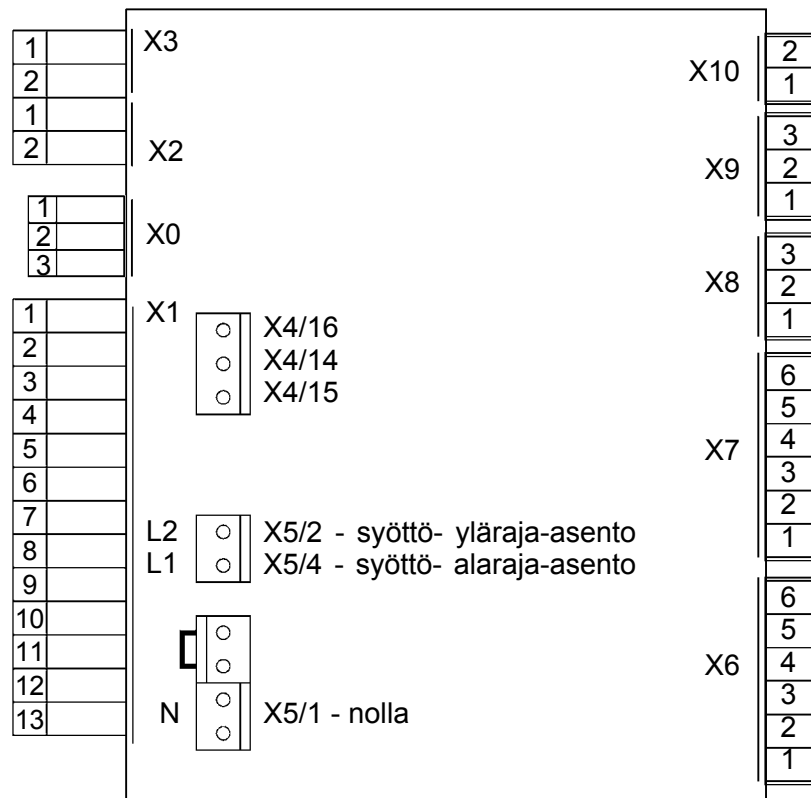 1 X3
2
1
2 X2
1
2 X0
3
1 X1
2
3
4
5
6
7
8
9
10
11
12
13
X4/16
X4/14
X4/15
L2 X5/2 - syöttö- yläraja-asento
L1 X5/4 - syöttö- alaraja-asento
N X5/1 - nolla
X10 2
1
3
X9 2
1
3
X8 2
1
6
5
4
X7 3
2
1
6
5
X6 4
3
2
1